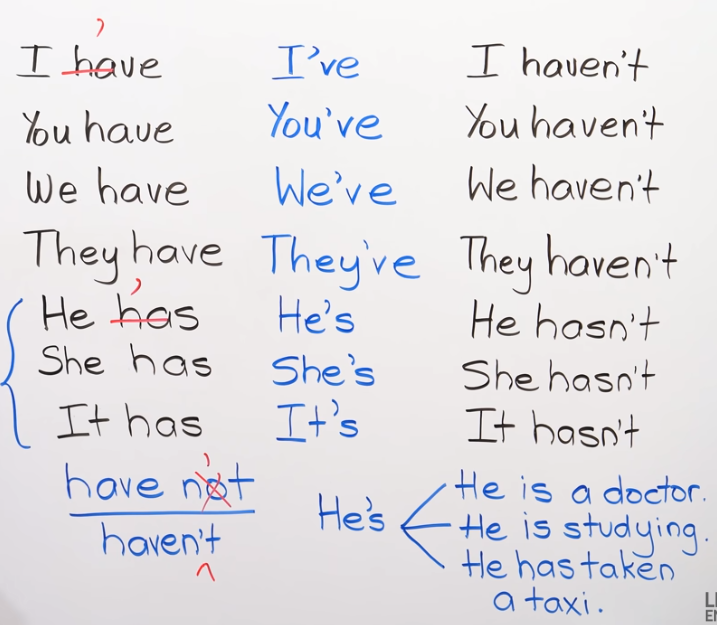 I have I've I haven't
You have You've You haven't
We have We've We haven't
They have They've They haven't
He has He's He hasn't
She has She's She hasn't
It has It's It hasn't
have not
haven't
He's
He is a doctor.
He is studying.
He has taken
a taxi.